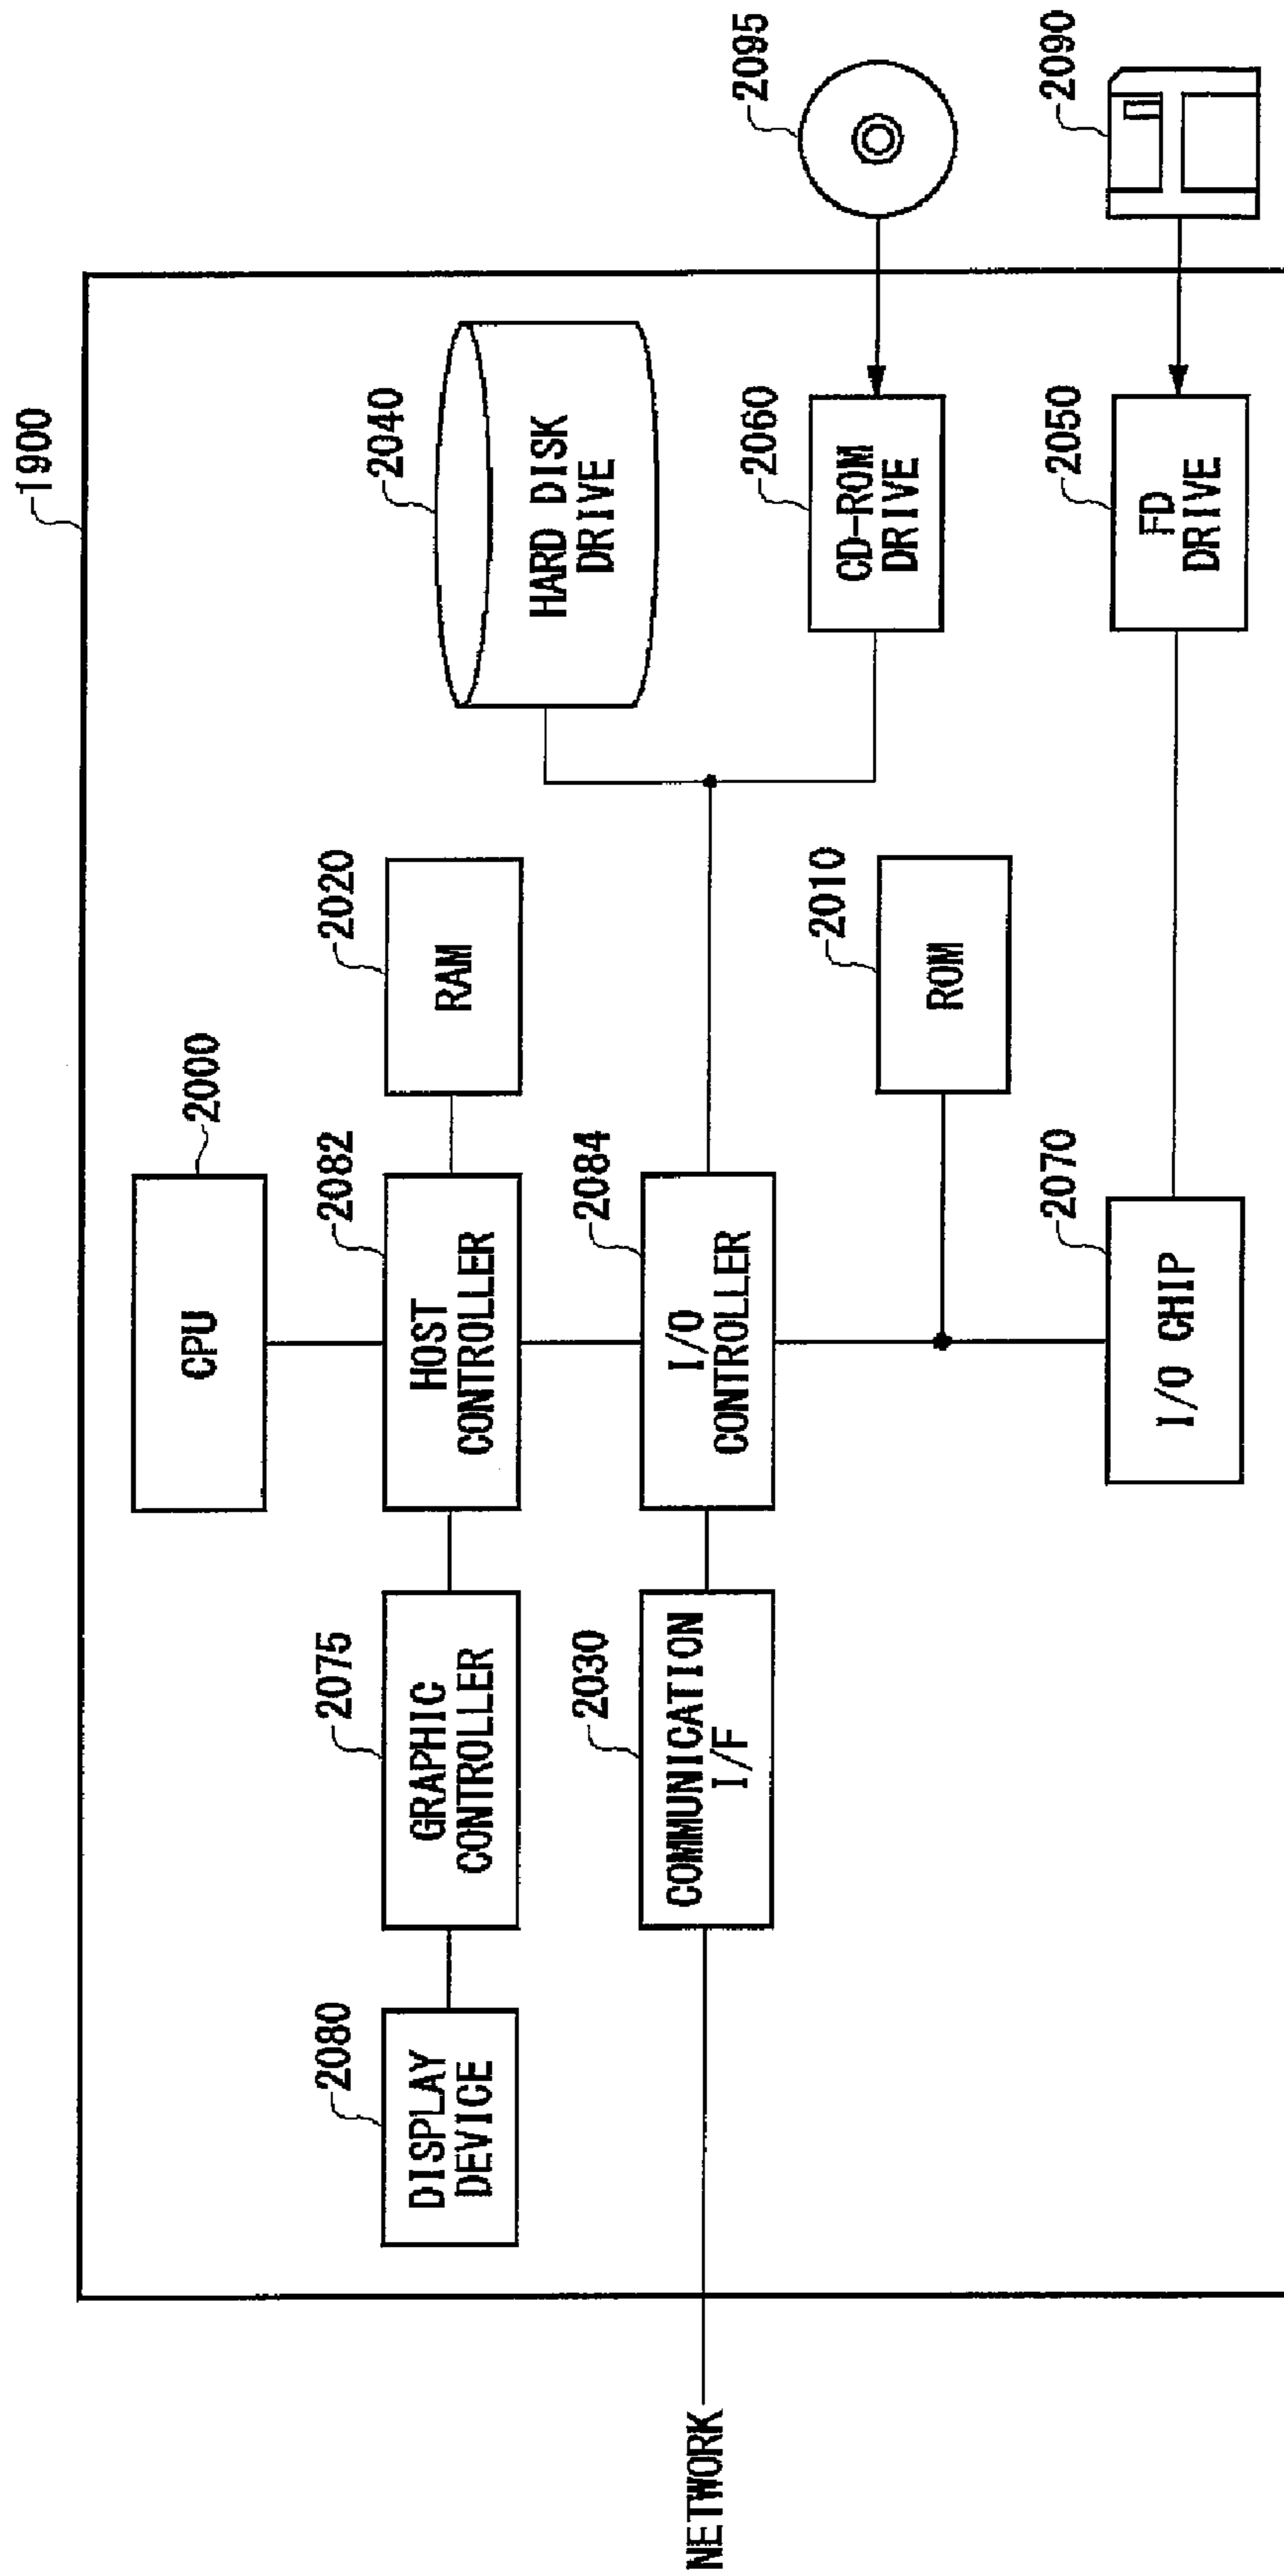 1900
CPU
2000
DISPLAY
DEVICE
2080
GRAPHIC
CONTROLLER
2075
HOST
CONTROLLER
2082
RAM
2020
HARD DISK
DRIVE
2040
NETWORK
COMMUNICATION
I/F
2030
I/O
CONTROLLER
2084
ROM
2010
CD-ROM
DRIVE
2060
2095
I/O CHIP
2070
FD
DRIVE
2050
2090